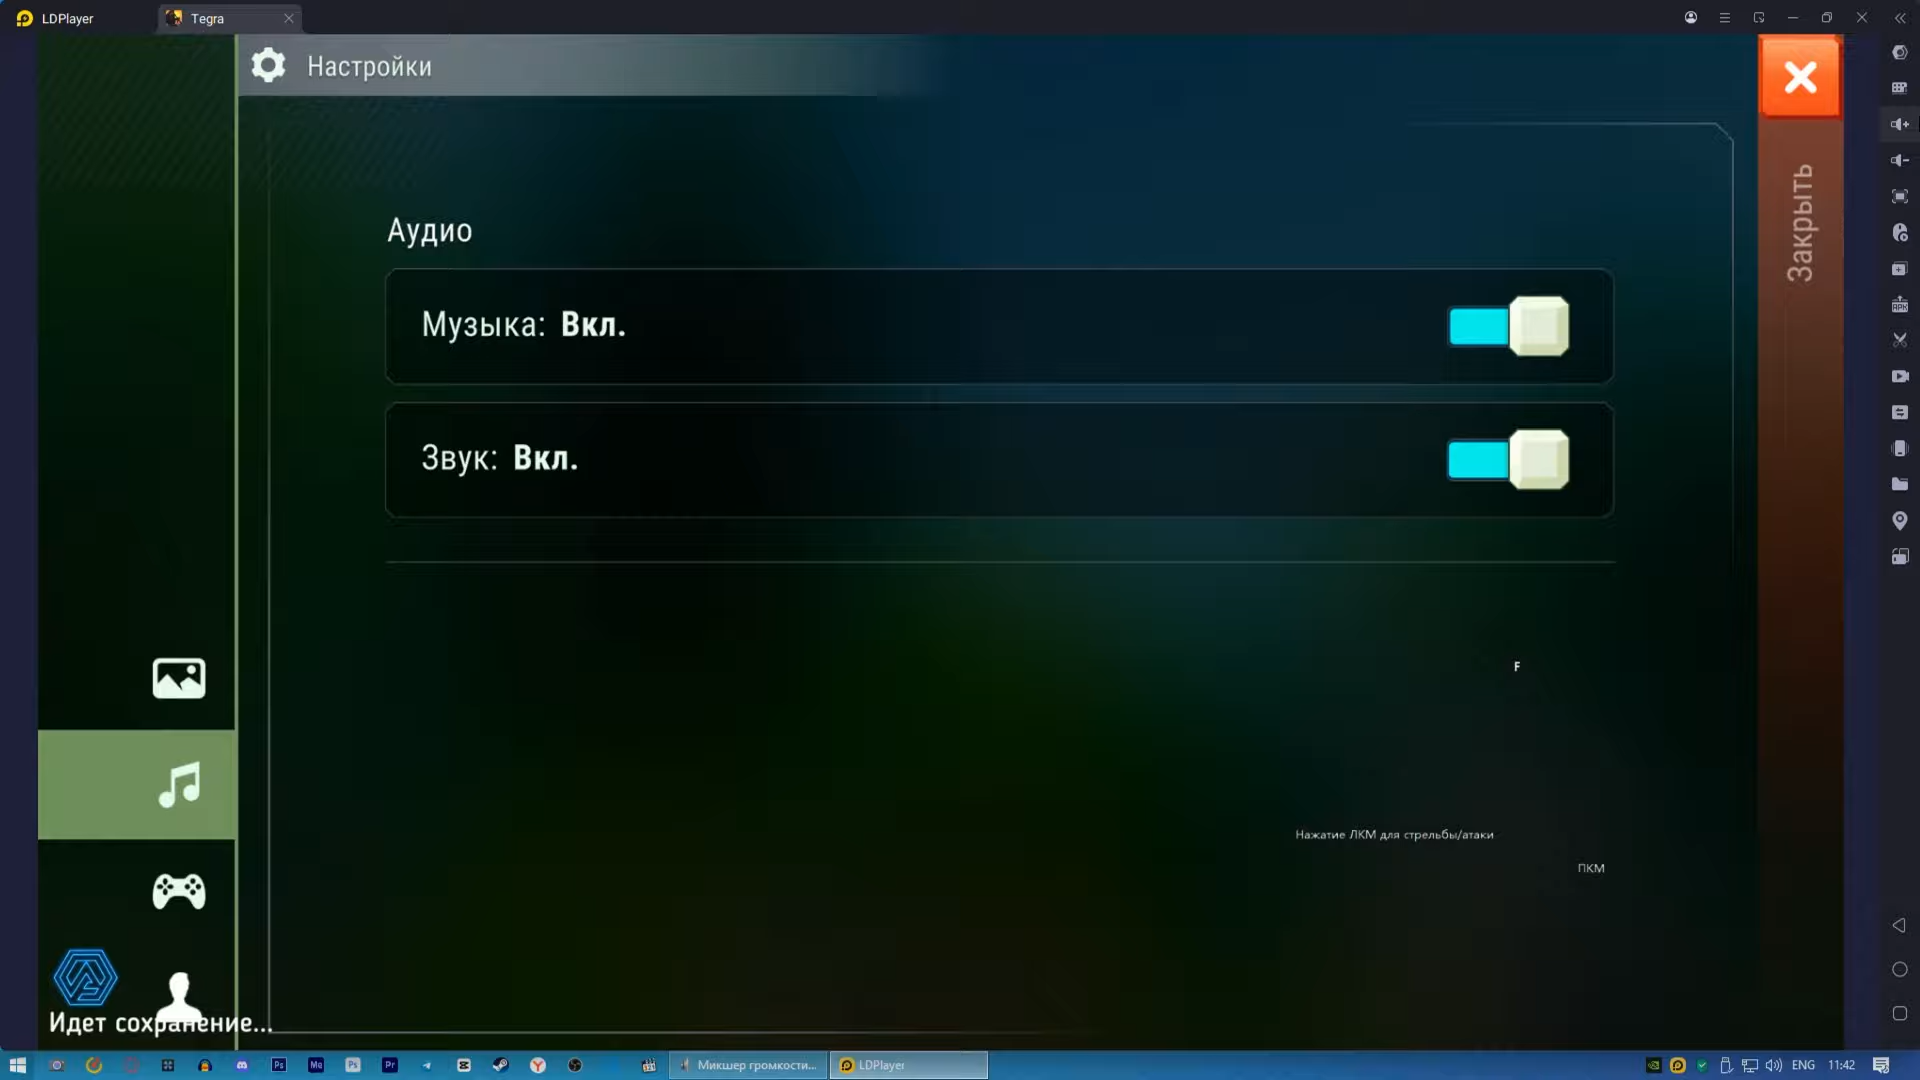 LDPlayer
Tegra
Настройки
Закрыть
Аудио
Музыка: Вкл.
Звук: Вкл.
F
Нажатие ЛКМ для стрельбы/атаки
ПКМ
Идет сохранение...
Микшер громкости...
LDPlayer
ENG
11:42